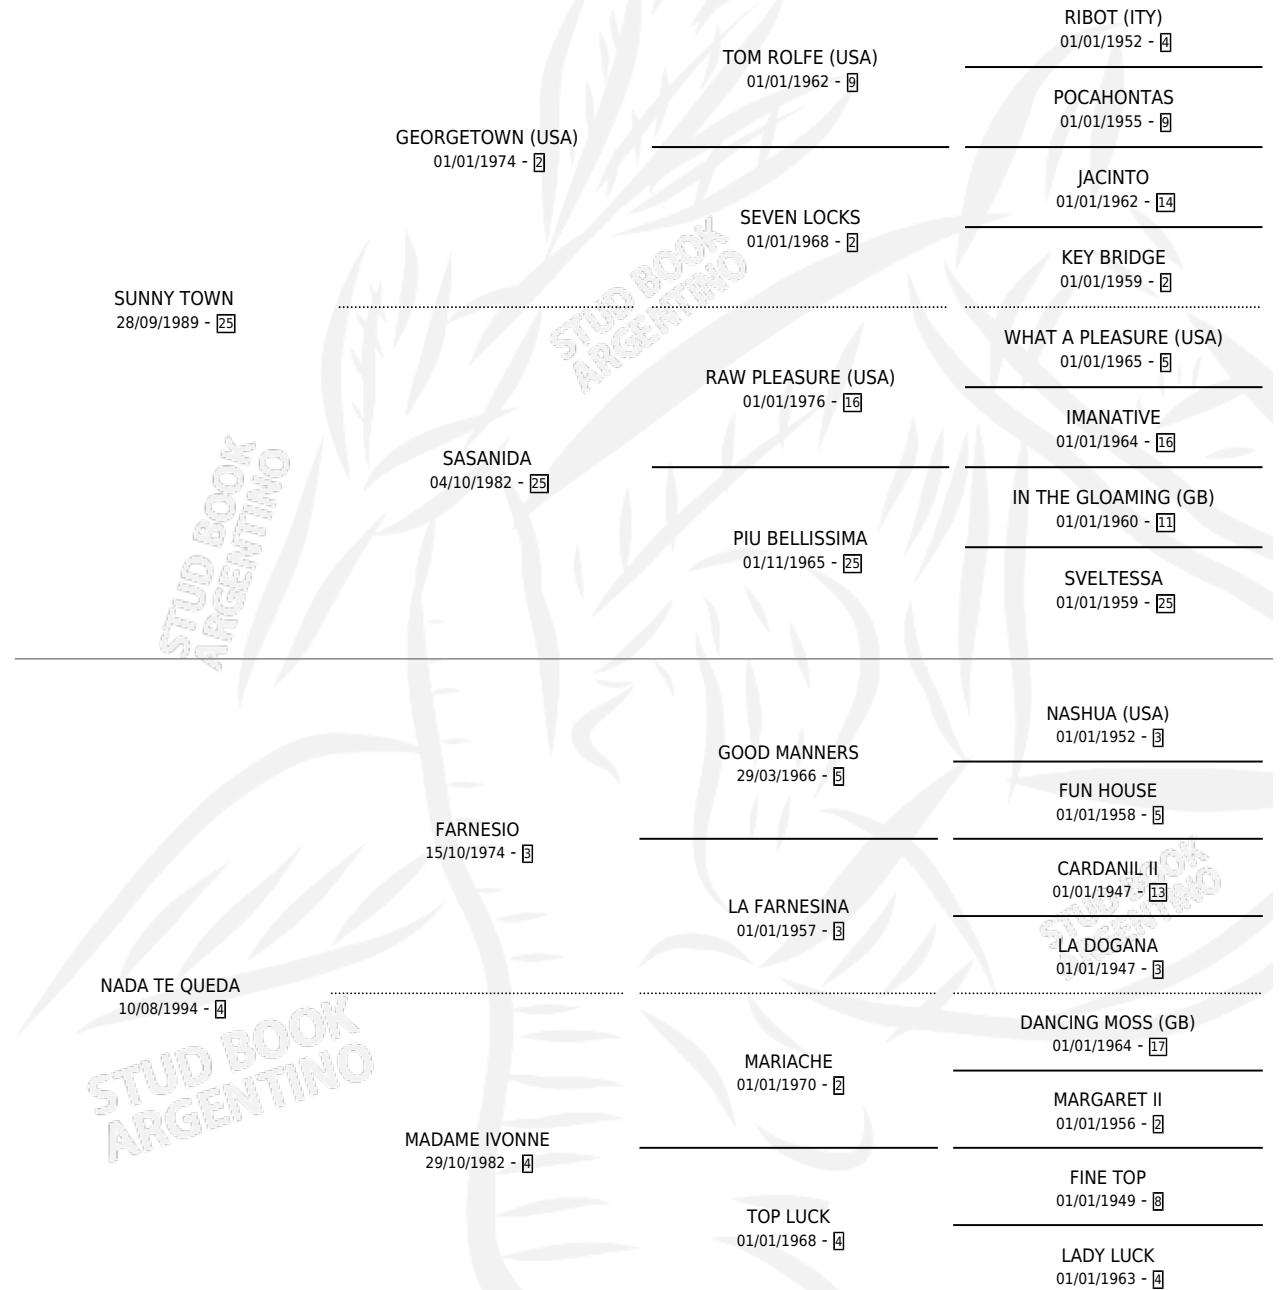 RIBOT (ITY)
01/01/1952 - 4
TOM ROLFE (USA)
01/01/1962 - 9
POCAHONTAS
01/01/1955 - 9
GEORGETOWN (USA)
01/01/1974 - 2
JACINTO
01/01/1962 - 14
SEVEN LOCKS
01/01/1968 - 2
KEY BRIDGE
01/01/1959 - 2
SUNNY TOWN
28/09/1989 - 25
WHAT A PLEASURE (USA)
01/01/1965 - 5
RAW PLEASURE (USA)
01/01/1976 - 16
IMANATIVE
01/01/1964 - 16
SASANIDA
04/10/1982 - 25
IN THE GLOAMING (GB)
01/01/1960 - 11
PIU BELLISSIMA
01/11/1965 - 25
SVELTESSA
01/01/1959 - 25
NASHUA (USA)
01/01/1952 - 3
GOOD MANNERS
29/03/1966 - 5
FUN HOUSE
01/01/1958 - 5
FARNESIO
15/10/1974 - 3
CARDANIL II
01/01/1947 - 13
LA FARNESINA
01/01/1957 - 3
LA DOGANA
01/01/1947 - 3
NADA TE QUEDA
10/08/1994 - 4
DANCING MOSS (GB)
01/01/1964 - 17
MARIACHE
01/01/1970 - 2
MARGARET II
01/01/1956 - 2
MADAME IVONNE
29/10/1982 - 4
FINE TOP
01/01/1949 - 8
TOP LUCK
01/01/1968 - 4
LADY LUCK
01/01/1963 - 4
STUD BOOK
ARGENTINO
STUD BOOK
ARGENTINO
STUD BOOK
ARGENTINO
STUD BOOK
ARGENTINO